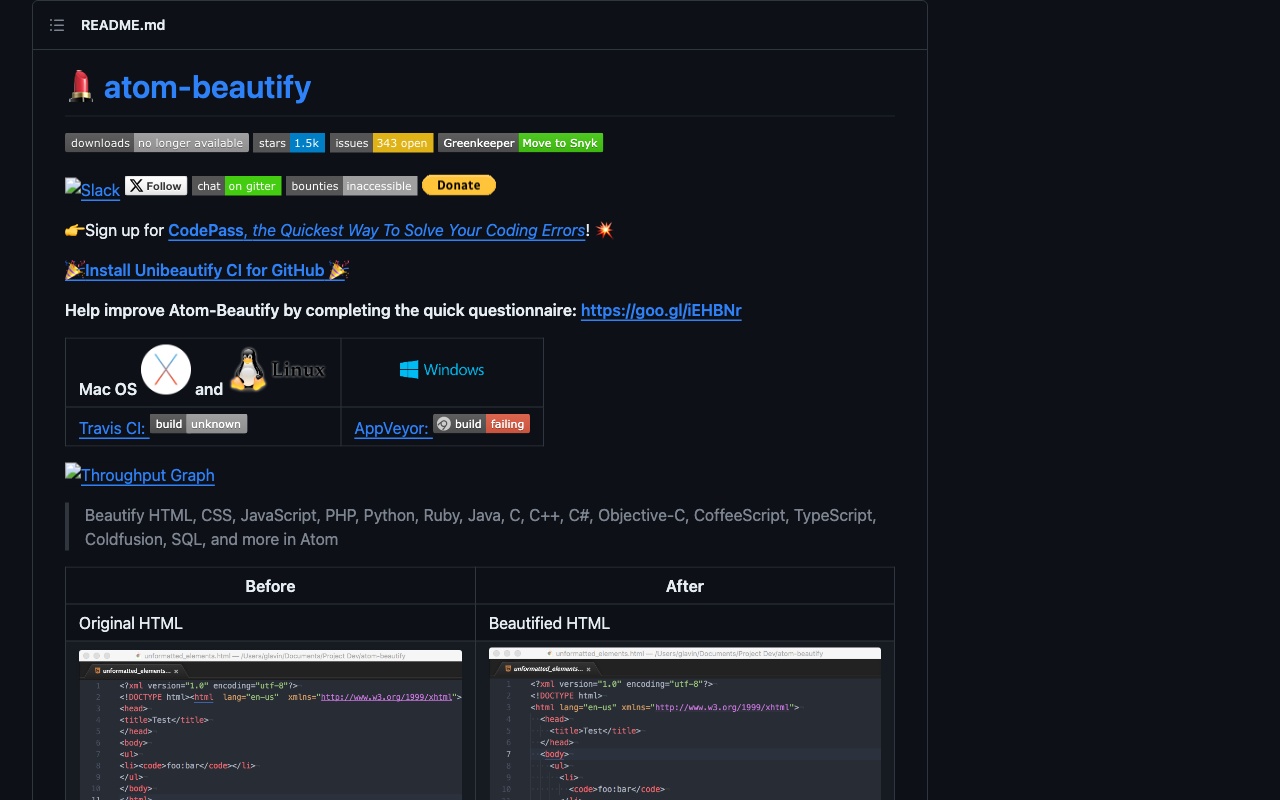 README.md
atom-beautify
downloads no longer available stars 1.5k issues 343 open Greenkeeper Move to Snyk
Slack Follow chat on gitter bounties inaccessible Donate
👉Sign up for CodePass, the Quickest Way To Solve Your Coding Errors! 💥
🎉Install Unibeautify CI for GitHub 🎉
Help improve Atom-Beautify by completing the quick questionnaire: https://goo.gl/iEHBNr
Mac OS and Linux
Windows
Travis CI: build unknown
AppVeyor: build failing
Throughput Graph
Beautify HTML, CSS, JavaScript, PHP, Python, Ruby, Java, C, C++, C#, Objective-C, CoffeeScript, TypeScript,
Coldfusion, SQL, and more in Atom
Before
After
Original HTML
Beautified HTML
unformatted_elements.html — /Users/glavin/Documents/Project Dev/atom-beautify
unformatted_elements... ×
1 <?xml version="1.0" encoding="utf-8"?>
2 <!DOCTYPE html><html lang="en-us" xmlns="http://www.w3.org/1999/xhtml">
3 <head>
4 <title>Test</title>
5 </head>
6 <body>
7 <ul>
8 <li><code>foo:bar</code></li>
9 </ul>
10 </body>
11 </html>
unformatted_elements.html — /Users/glavin/Documents/Project Dev/atom-beautify
unformatted_elements... ×
1 <?xml version="1.0" encoding="utf-8"?>
2 <!DOCTYPE html>
3 <html lang="en-us" xmlns="http://www.w3.org/1999/xhtml">
4 <head>
5 <title>Test</title>
6 </head>
7 <body>
8 <ul>
9 <li>
10 <code>foo:bar</code>